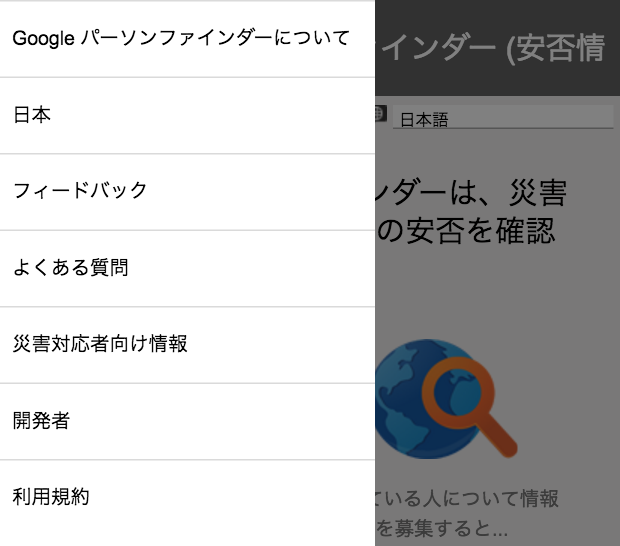 Google パーソンファインダーについて
日本
フィードバック
よくある質問
災害対応者向け情報
開発者
利用規約
インダー (安否情
日本語
ンダーは、災害
の安否を確認
ている人について情報
を募集すると...